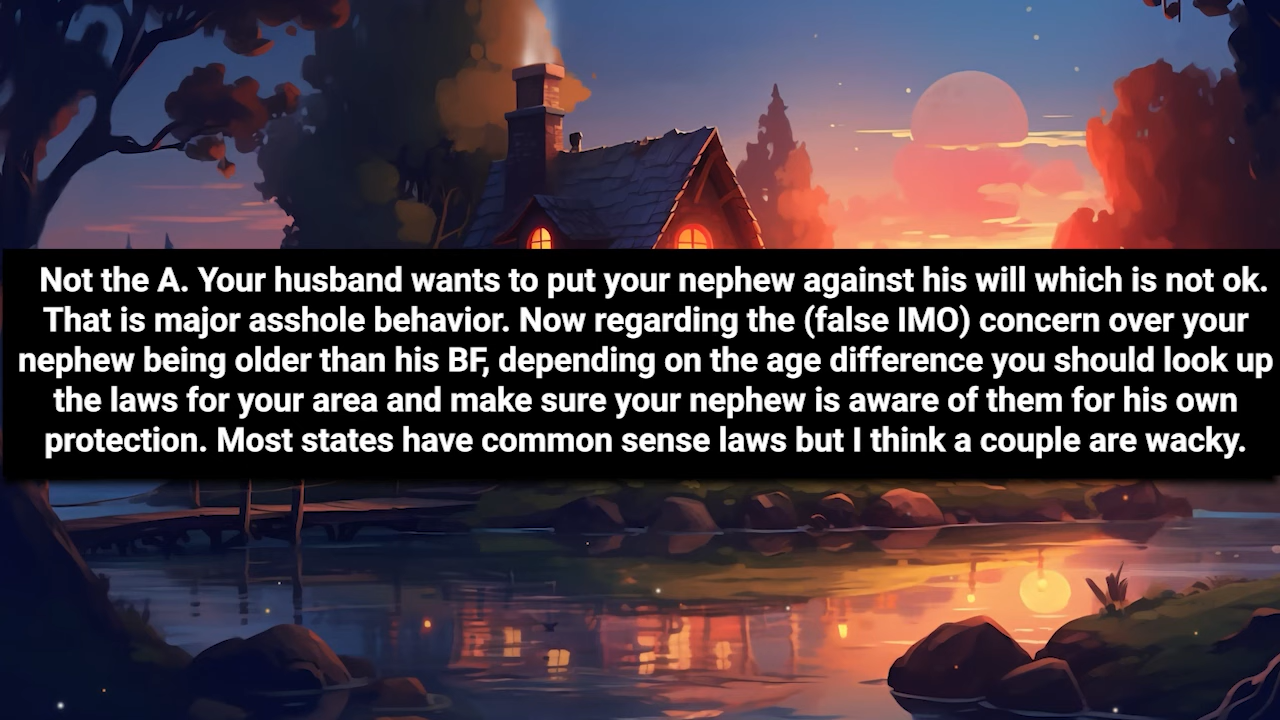 Not the A. Your husband wants to put your nephew against his will which is not ok.
That is major asshole behavior. Now regarding the (false IMO) concern over your
nephew being older than his BF, depending on the age difference you should look up
the laws for your area and make sure your nephew is aware of them for his own
protection. Most states have common sense laws but I think a couple are wacky.